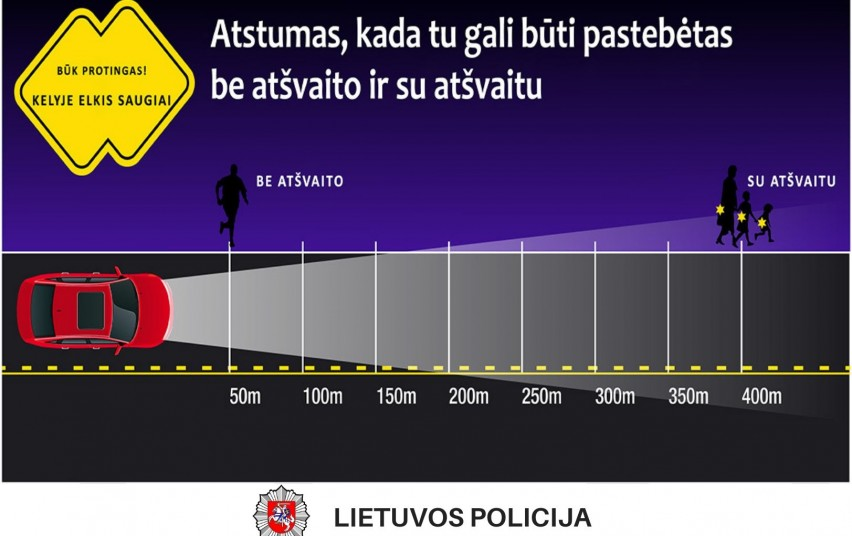 Atstumas, kada tu gali būti pastebėtas
be atšvaito ir su atšvaitu
BŪK PROTINGAS!
KELYJE ELKIS SAUGIAI
BE ATŠVAITO
SU ATŠVAITU
50m 100m 150m 200m 250m 300m 350m 400m
LIETUVOS POLICIJA